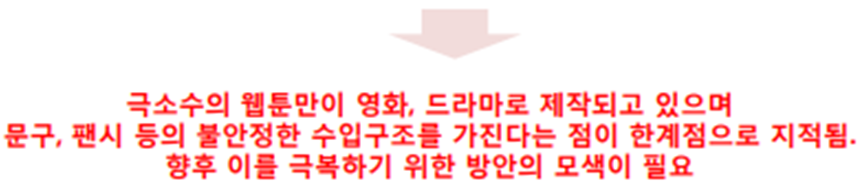 극소수의 웹툰만이 영화, 드라마로 제작되고 있으며
문구, 팬시 등의 불안정한 수입구조를 가진다는 점이 한계점으로 지적됨.
향후 이를 극복하기 위한 방안의 모색이 필요